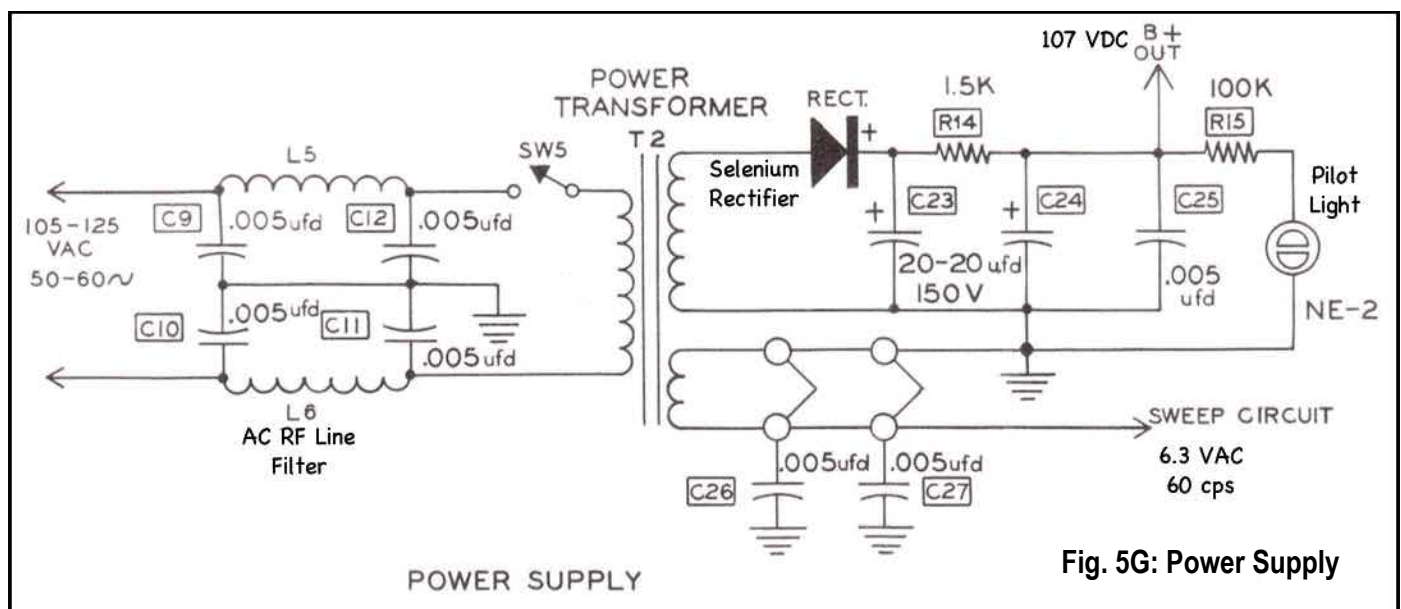 107 VDC
B+
OUT
POWER
TRANSFORMER
T2
RECT.
+
1.5K
R14
100K
R15
L5
SW5
Selenium
Rectifier
Pilot
Light
C9
.005ufd
C12
.005ufd
+
C23
+
C24
C25
105–125
VAC
50–60~
20-20 ufd
150V
.005
ufd
C10
.005ufd
C11
.005ufd
NE-2
L6
AC RF Line
Filter
SWEEP CIRCUIT
6.3 VAC
60 cps
.005ufd
.005ufd
C26
C27
POWER SUPPLY
Fig. 5G: Power Supply